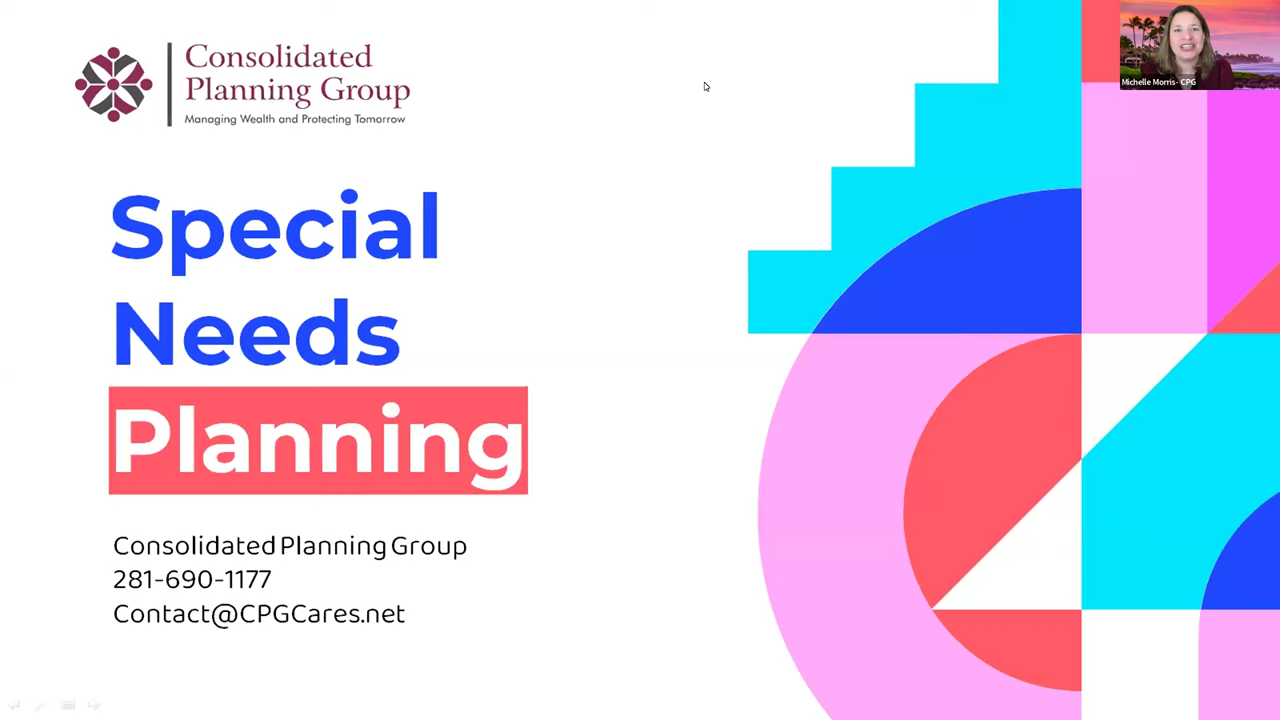 Consolidated
Planning Group
Managing Wealth and Protecting Tomorrow
Michelle Morris- CPG
Special
Needs
Planning
Consolidated Planning Group
281-690-1177
Contact@CPGCares.net